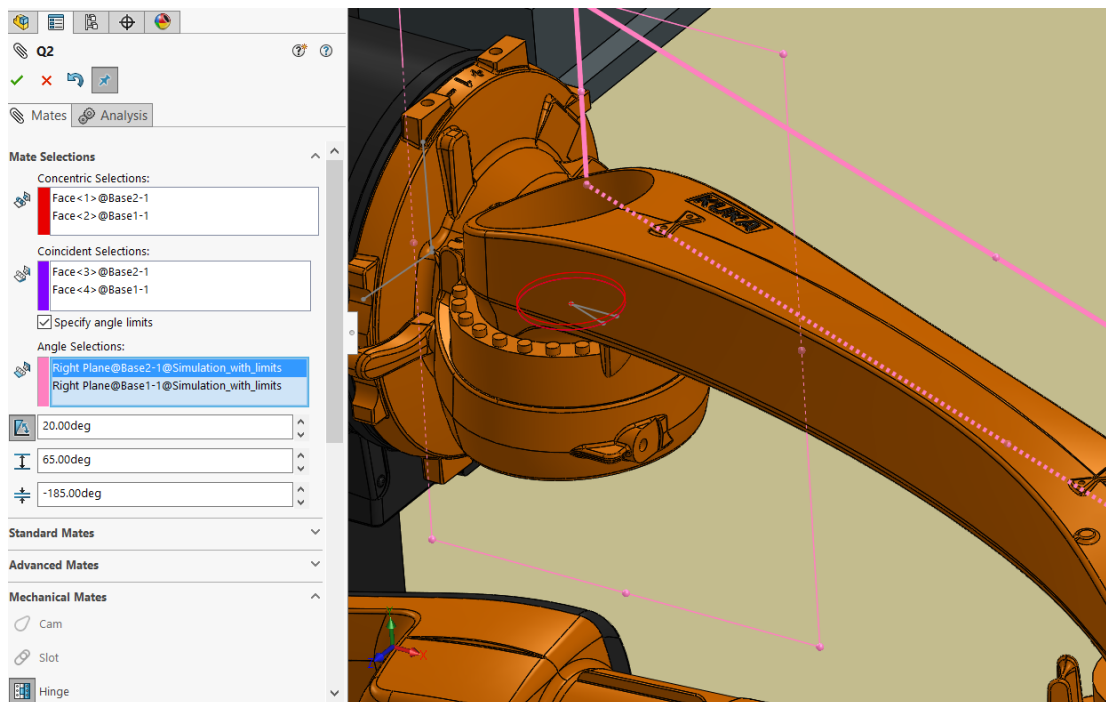 Q2
Mates
Analysis
Mate Selections
Concentric Selections:
Face<1>@Base2-1
Face<2>@Base1-1
Coincident Selections:
Face<3>@Base2-1
Face<4>@Base1-1
Specify angle limits
Angle Selections:
Right Plane@Base2-1@Simulation_with_limits
Right Plane@Base1-1@Simulation_with_limits
20.00deg
65.00deg
-185.00deg
Standard Mates
Advanced Mates
Mechanical Mates
Cam
Slot
Hinge
KUKA